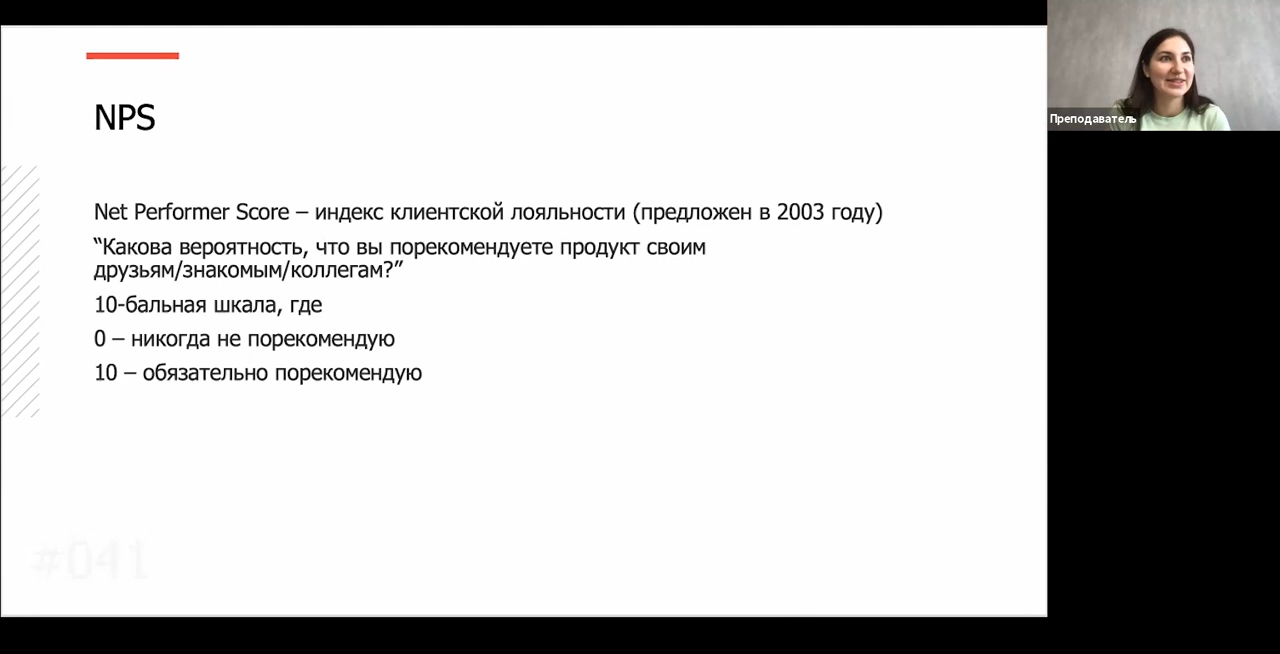 NPS
Net Performer Score – индекс клиентской лояльности (предложен в 2003 году)
“Какова вероятность, что вы порекомендуете продукт своим
друзьям/знакомым/коллегам?”
10-бальная шкала, где
0 – никогда не порекомендую
10 – обязательно порекомендую
#041
Преподаватель